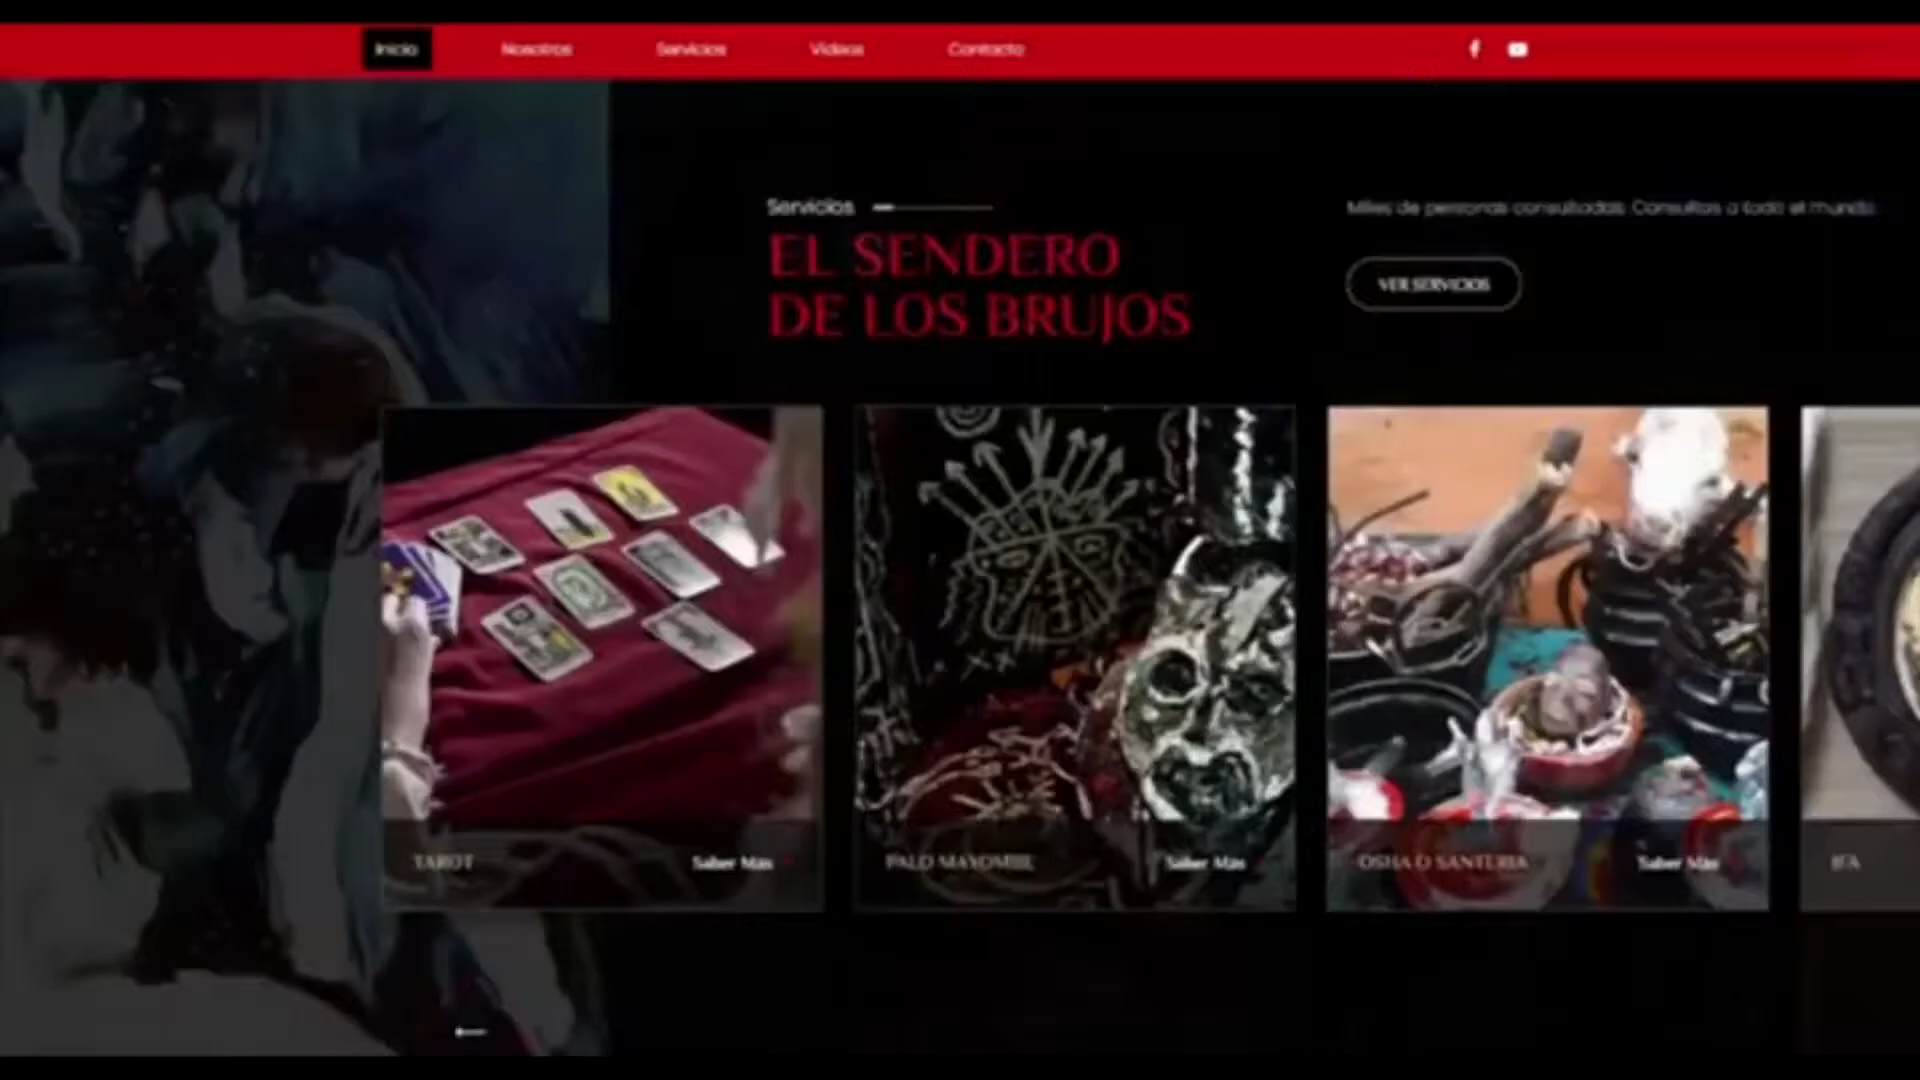 Inicio
Nosotros
Servicios
Videos
Contacto
Servicios
EL SENDERO
DE LOS BRUJOS
Miles de personas consultadas. Consultas a todo el mundo.
VER SERVICIOS
TAROT
Saber Más
PALO MAYOMBE
Saber Más
OSHA O SANTERIA
Saber Más
IFA